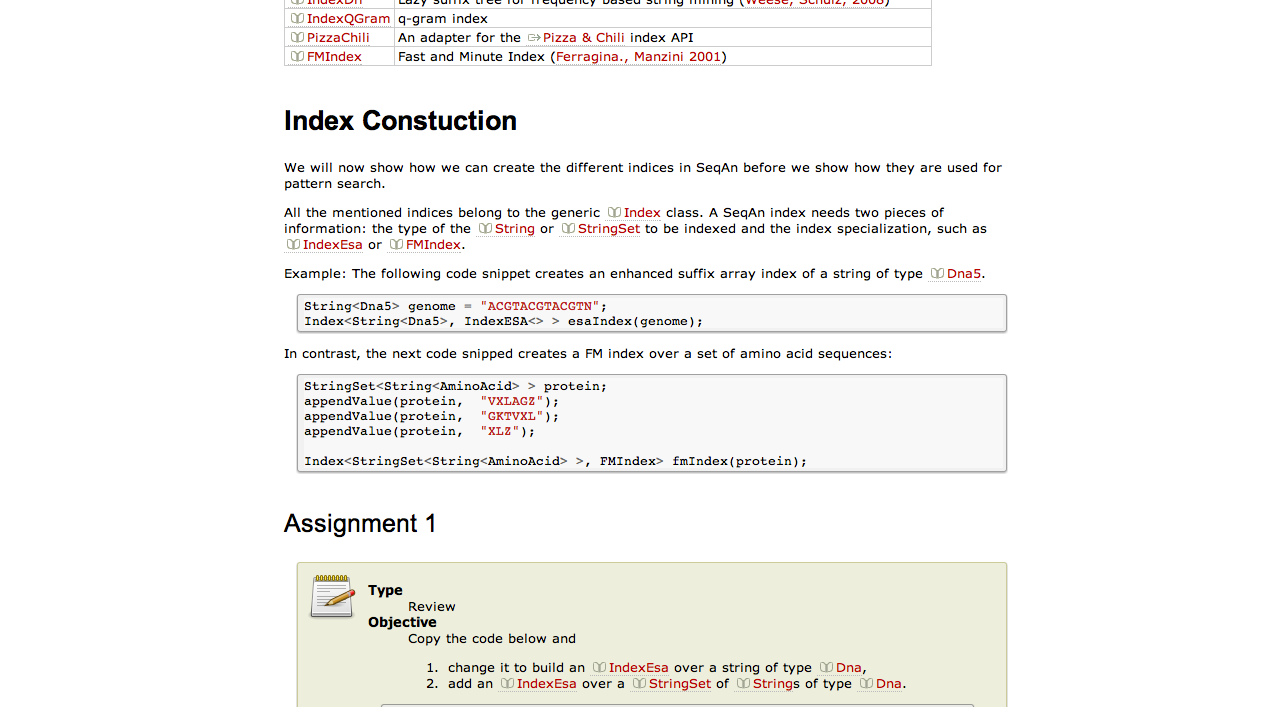 IndexDfi Lazy suffix tree for frequency based string mining (Weese, Schulz, 2008)
IndexQGram q-gram index
PizzaChili An adapter for the Pizza & Chili index API
FMIndex Fast and Minute Index (Ferragina., Manzini 2001)
Index Constuction
We will now show how we can create the different indices in SeqAn before we show how they are used for
pattern search.
All the mentioned indices belong to the generic Index class. A SeqAn index needs two pieces of
information: the type of the String or StringSet to be indexed and the index specialization, such as
IndexEsa or FMIndex.
Example: The following code snippet creates an enhanced suffix array index of a string of type Dna5.
String<Dna5> genome = "ACGTACGTACGTN";
Index<String<Dna5>, IndexESA<> > esaIndex(genome);
In contrast, the next code snipped creates a FM index over a set of amino acid sequences:
StringSet<String<AminoAcid> > protein;
appendValue(protein, "VXLAGZ");
appendValue(protein, "GKTVXL");
appendValue(protein, "XLZ");
Index<StringSet<String<AminoAcid> >, FMIndex> fmIndex(protein);
Assignment 1
Type
Review
Objective
Copy the code below and
1. change it to build an IndexEsa over a string of type Dna,
2. add an IndexEsa over a StringSet of Strings of type Dna.